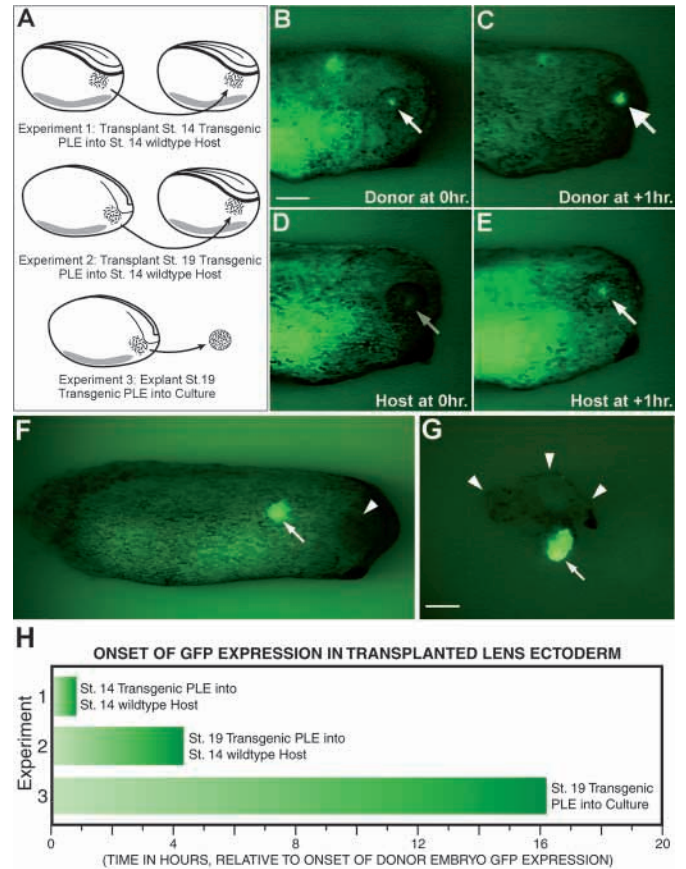 A
Experiment 1: Transplant St. 14 Transgenic
PLE into St. 14 wildtype Host
Experiment 2: Transplant St. 19 Transgenic
PLE into St. 14 wildtype Host
Experiment 3: Explant St.19
Transgenic PLE into Culture
B
Donor at 0hr.
C
Donor at +1hr.
D
Host at 0hr.
E
Host at +1hr.
F
G
H
ONSET OF GFP EXPRESSION IN TRANSPLANTED LENS ECTODERM
Experiment
1
St. 14 Transgenic PLE into
St. 14 wildtype Host
2
St. 19 Transgenic PLE into
St. 14 wildtype Host
3
St. 19 Transgenic
PLE into Culture
0 4 8 12 16 20
(TIME IN HOURS, RELATIVE TO ONSET OF DONOR EMBRYO GFP EXPRESSION)